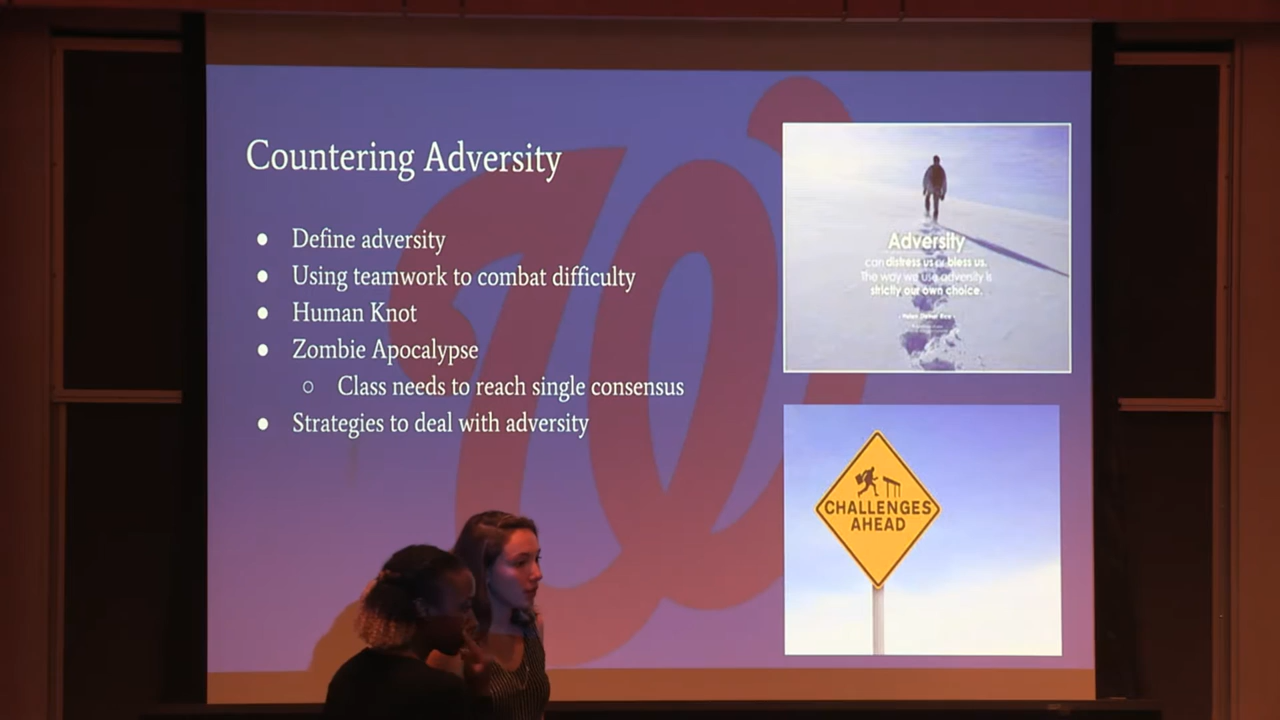 Countering Adversity
● Define adversity
● Using teamwork to combat difficulty
● Human Knot
● Zombie Apocalypse
○ Class needs to reach single consensus
● Strategies to deal with adversity
Adversity
can distress us or bless us.
The way we use adversity is
strictly our own choice.
CHALLENGES
AHEAD